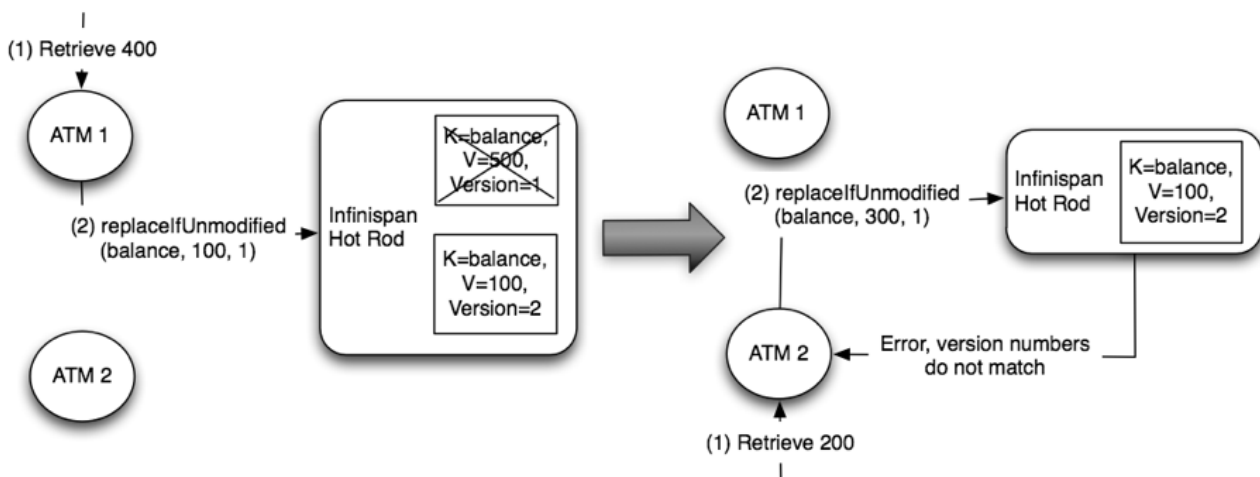 (1) Retrieve 400
ATM 1
(2) replaceIfUnmodified
(balance, 100, 1)
ATM 2
Infinispan
Hot Rod
K=balance,
V=500,
Version=1
K=balance,
V=100,
Version=2
ATM 1
(2) replaceIfUnmodified
(balance, 300, 1)
Infinispan
Hot Rod
K=balance,
V=100,
Version=2
ATM 2
Error, version numbers
do not match
(1) Retrieve 200